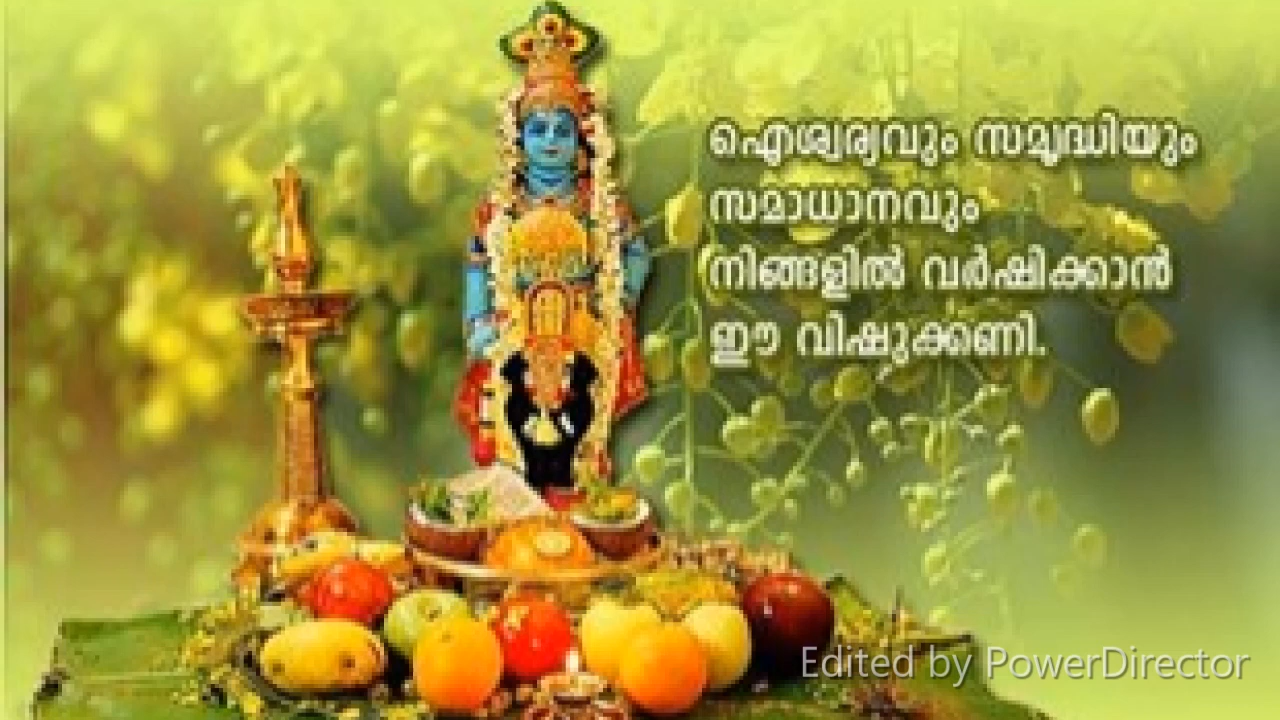 ഐശ്വര്യവും സമൃദ്ധിയും
സമാധാനവും
നിങ്ങളിൽ വർഷിക്കാൻ
ഈ വിഷുക്കണി.
Edited by PowerDirector